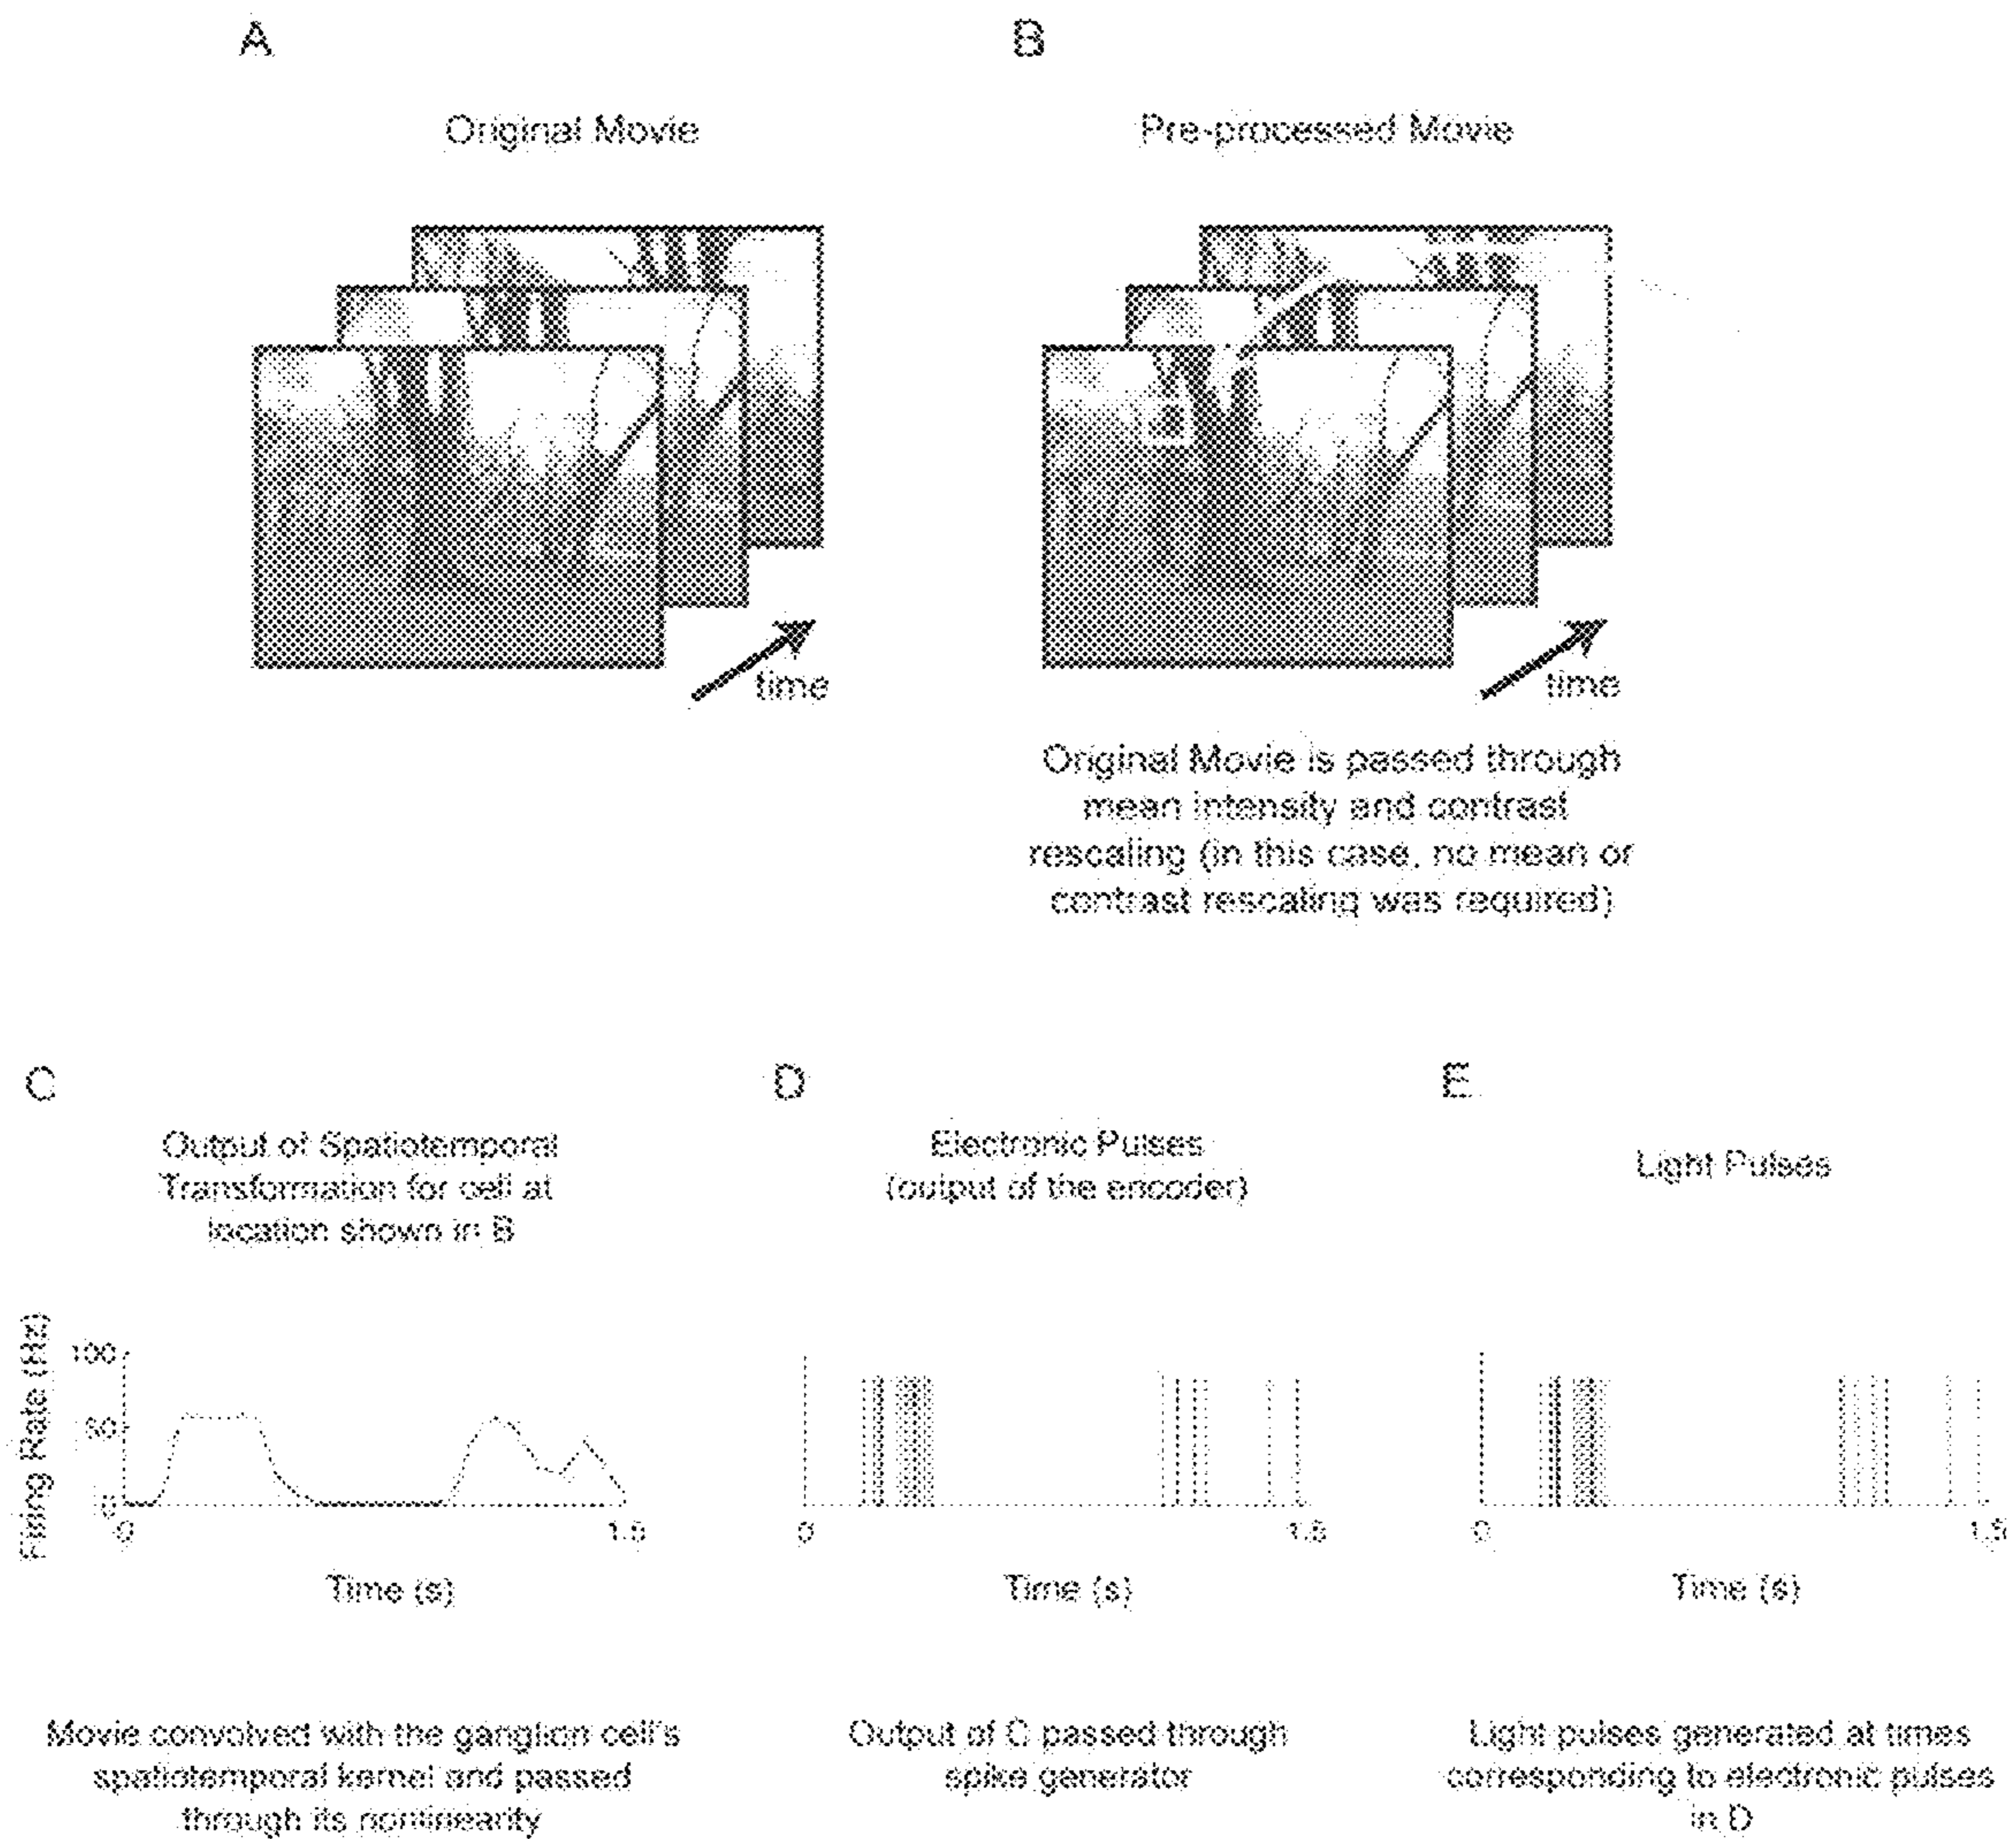 A
B
Original Movie
Pre-processed Movie
time
time
Original Movie is passed through
mean intensity and contrast
rescaling (in this case, no mean or
contrast rescaling was required)
C
D
E
Output of Spatiotemporal
Transformation for cell at
location shown in B
Electronic Pulses
(output of the encoder)
Light Pulses
Firing Rate (Hz)
100
50
0
0
1.5
Time (s)
0
1.5
Time (s)
0
1.5
Time (s)
Movie convolved with the ganglion cell's
spatiotemporal kernel and passed
through its nonlinearity
Output of C passed through
spike generator
Light pulses generated at times
corresponding to electronic pulses
in D